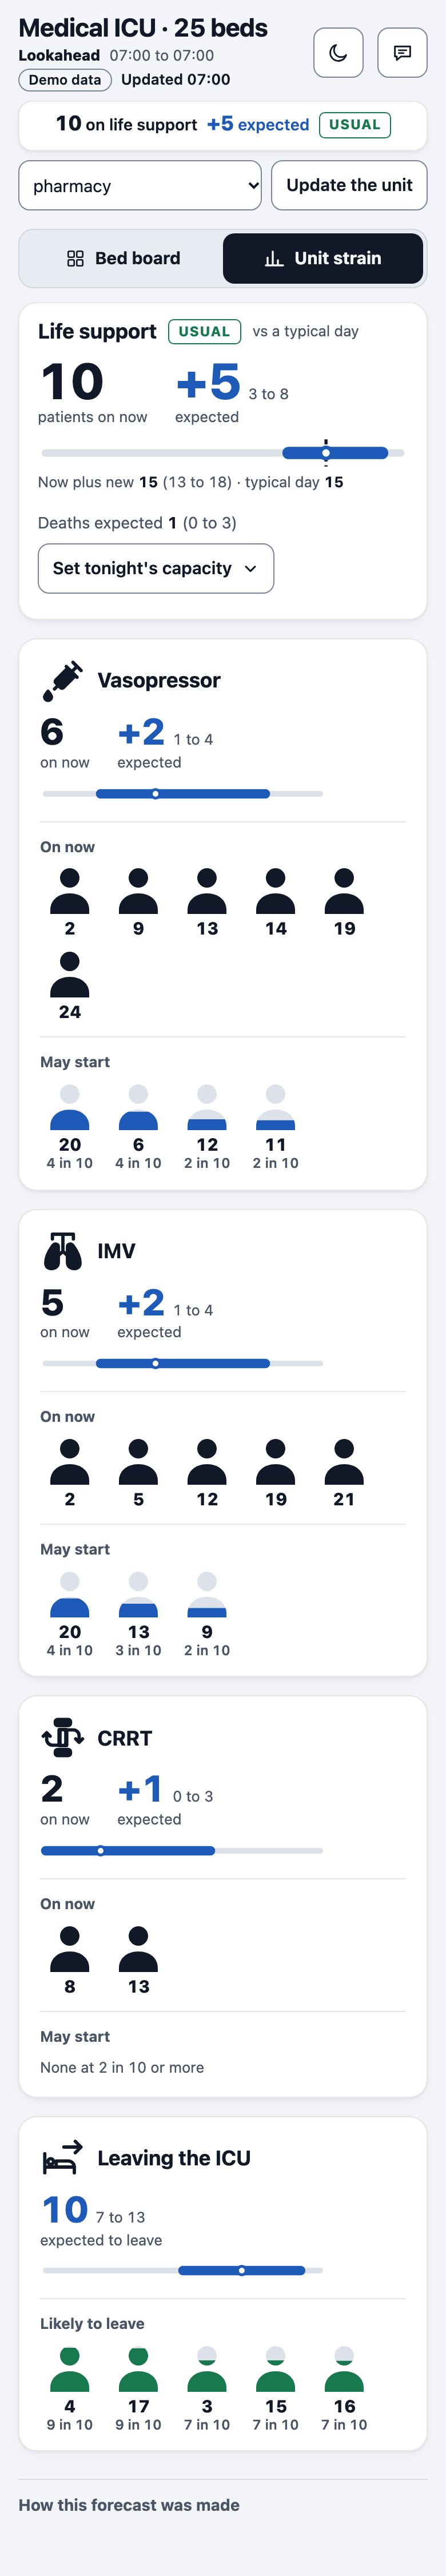 Medical ICU · 25 beds
Lookahead 07:00 to 07:00
Demo data Updated 07:00
10 on life support +5 expected USUAL
pharmacy
Update the unit
Bed board
Unit strain
Life support USUAL vs a typical day
10 +5 3 to 8
patients on now expected
Now plus new 15 (13 to 18) · typical day 15
Deaths expected 1 (0 to 3)
Set tonight's capacity
Vasopressor
6 +2 1 to 4
on now expected
On now
2 9 13 14 19
24
May start
20 6 12 11
4 in 10 4 in 10 2 in 10 2 in 10
IMV
5 +2 1 to 4
on now expected
On now
2 5 12 19 21
May start
20 13 9
4 in 10 3 in 10 2 in 10
CRRT
2 +1 0 to 3
on now expected
On now
8 13
May start
None at 2 in 10 or more
Leaving the ICU
10 7 to 13
expected to leave
Likely to leave
4 17 3 15 16
9 in 10 9 in 10 7 in 10 7 in 10 7 in 10
How this forecast was made